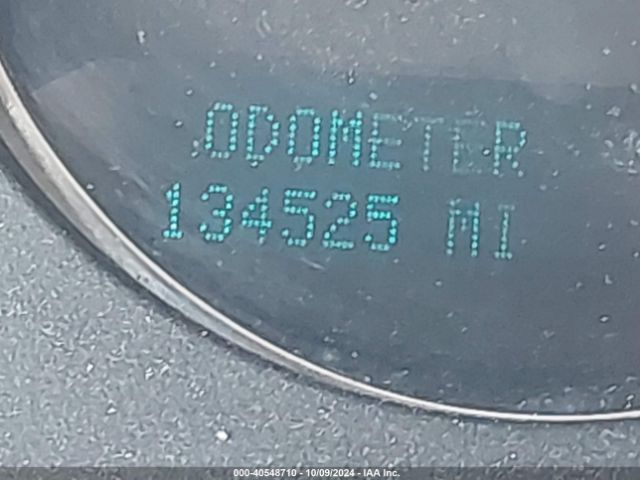 ODOMETER
134525 MI
000-40548710 - 10/09/2024 - IAA Inc.